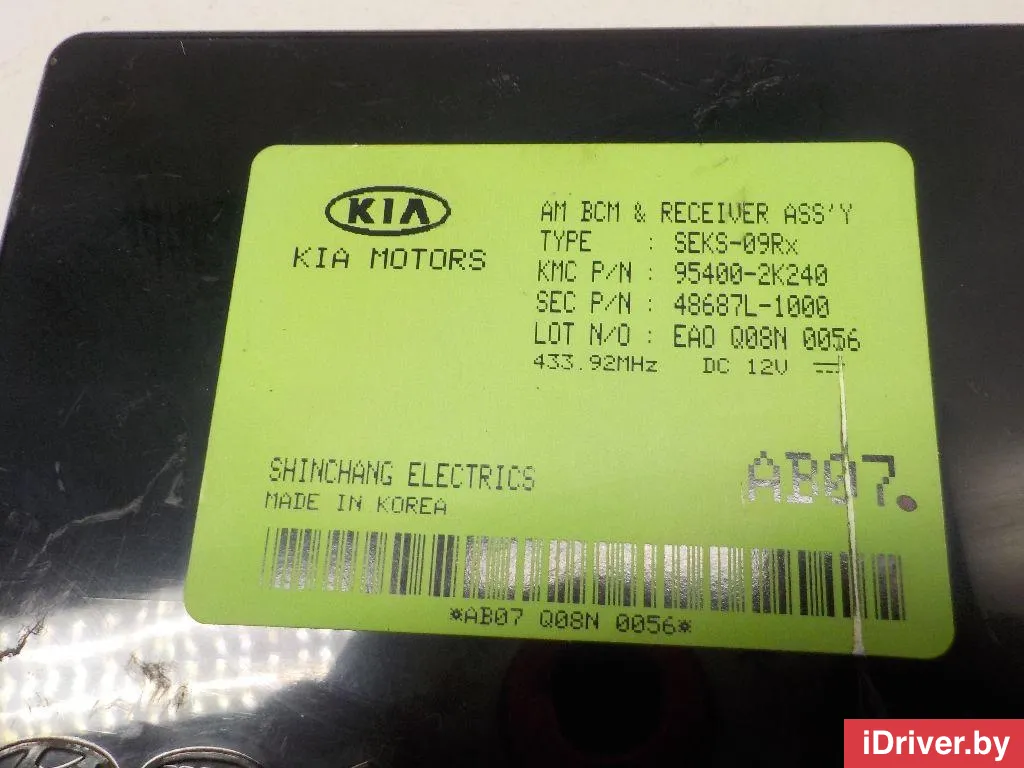 KIA
KIA MOTORS
AM BCM & RECEIVER ASS'Y
TYPE : SEKS-09Rx
KMC P/N : 95400-2K240
SEC P/N : 48687L-1000
LOT N/O : EAO Q08N 0056
433.92MHz DC 12V
SHINCHANG ELECTRICS
MADE IN KOREA
AB07
*AB07 Q08N 0056*
iDriver.by